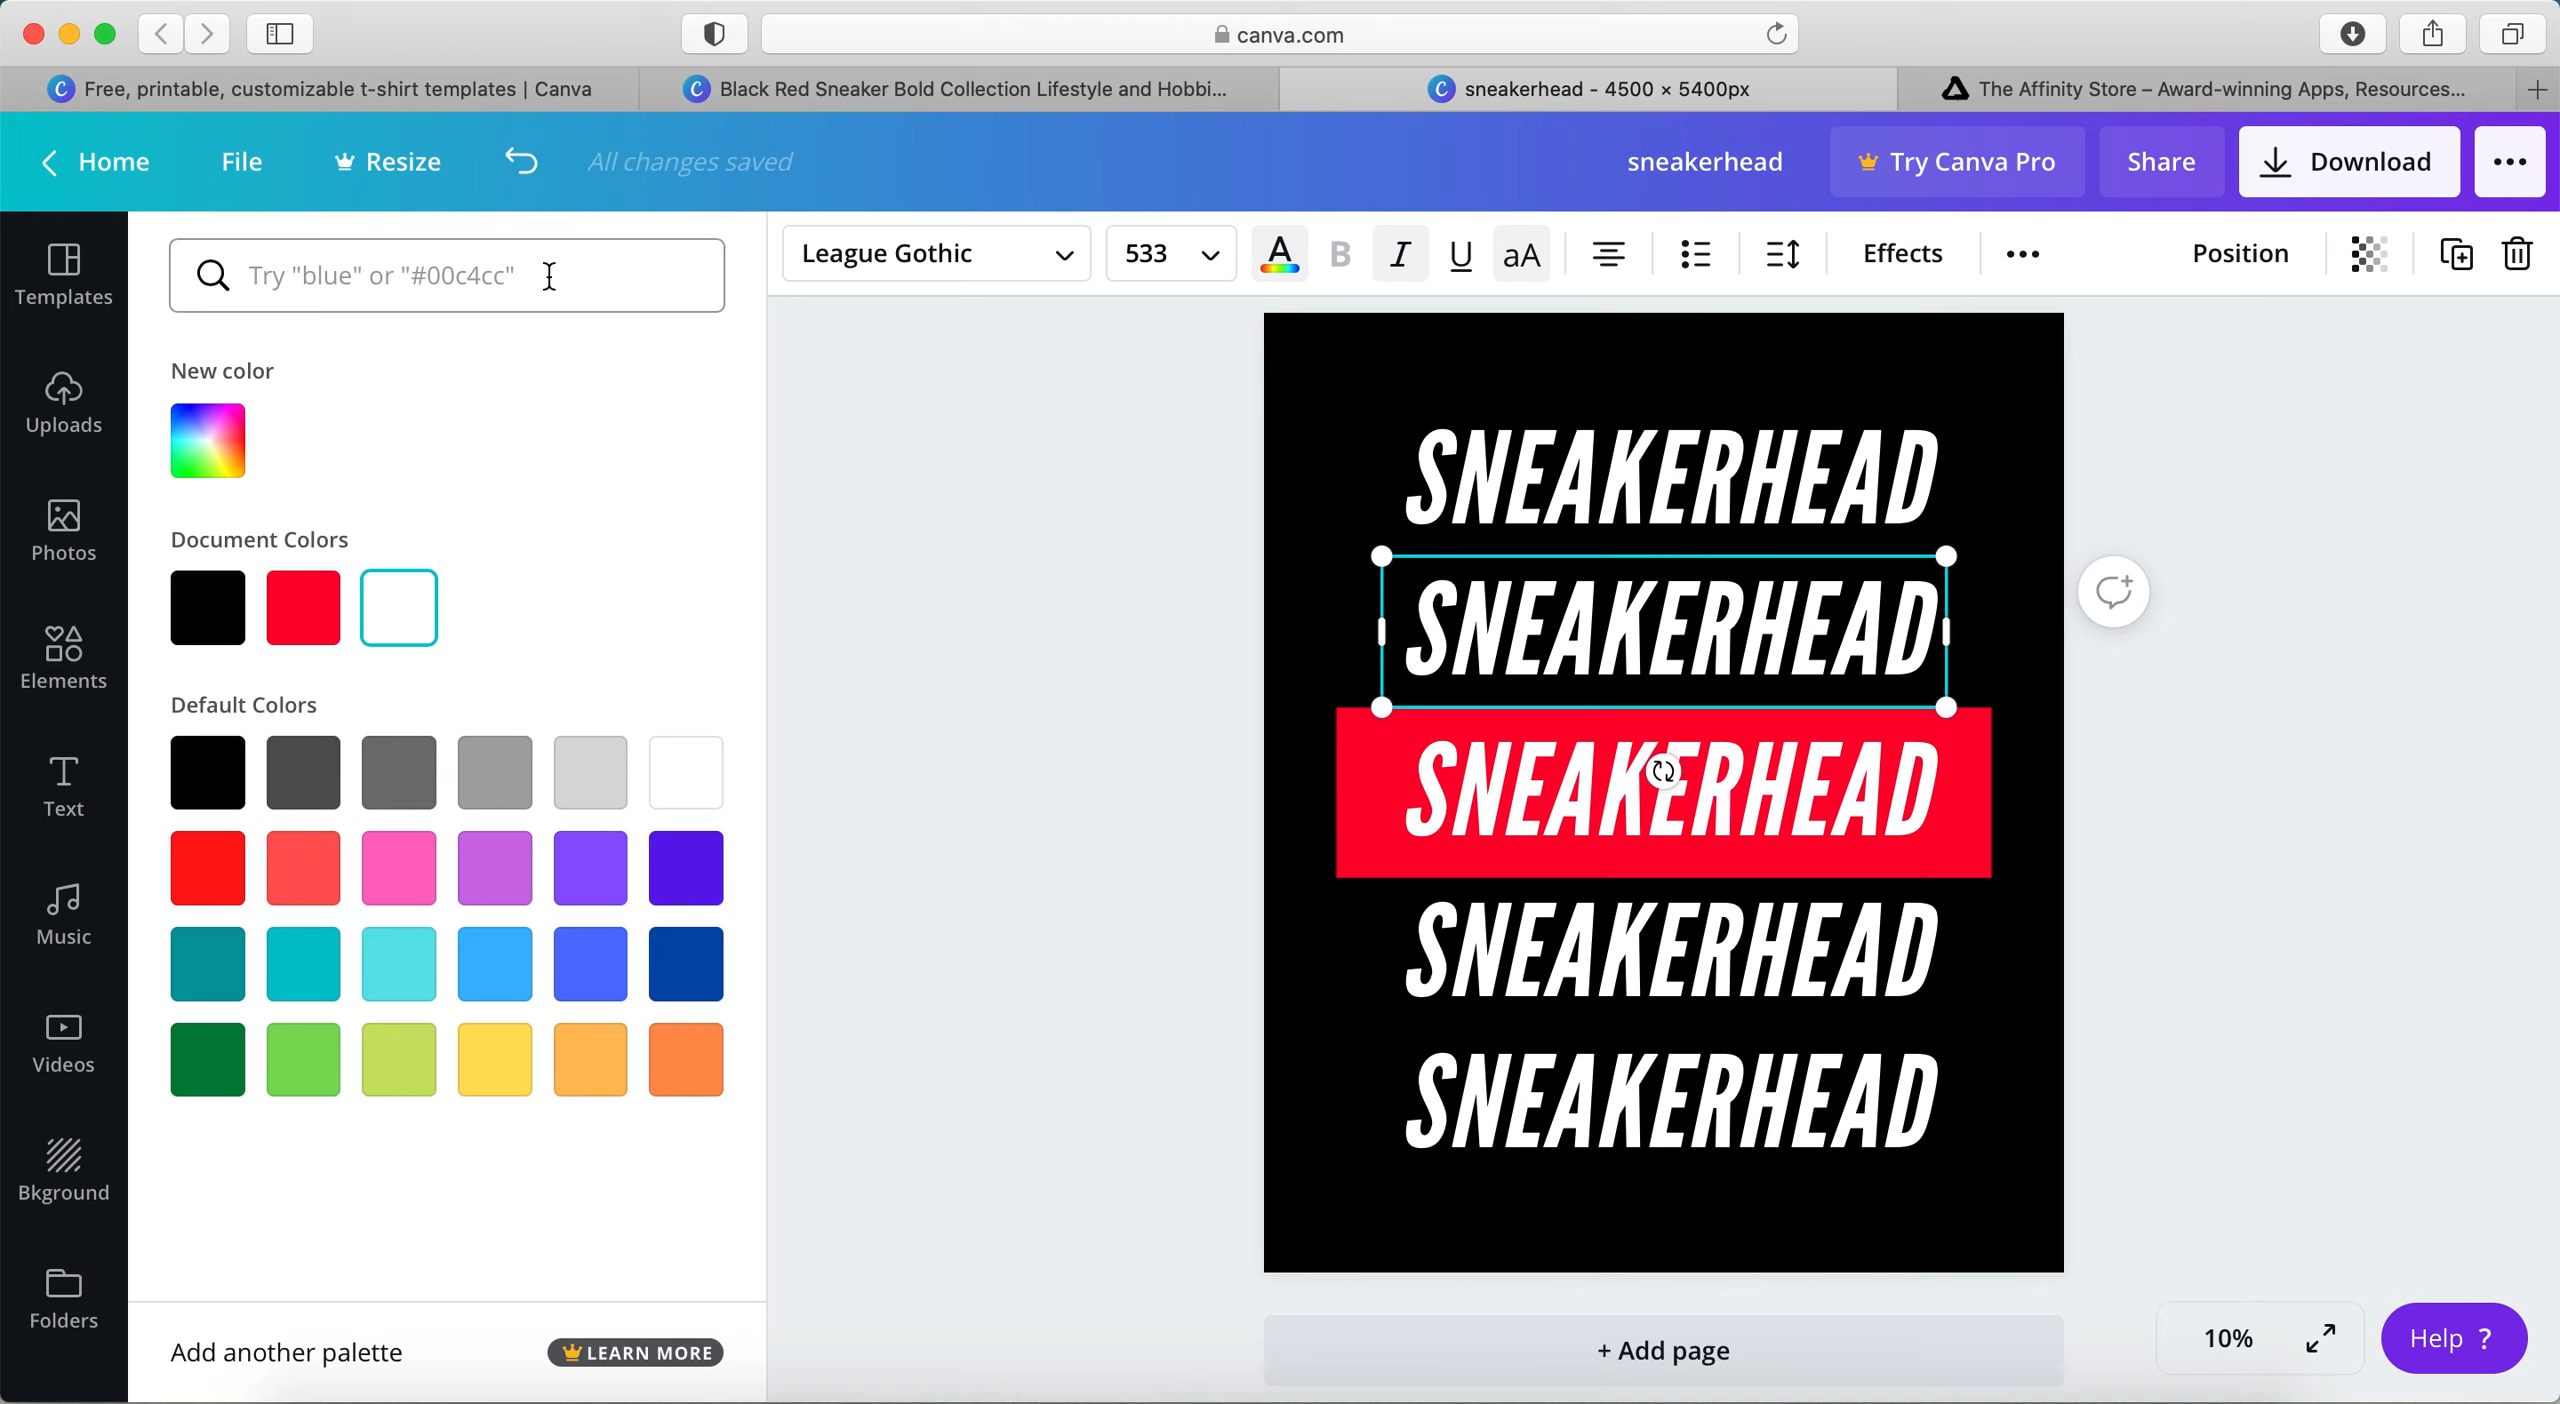 canva.com
Free, printable, customizable t-shirt templates | Canva
Black Red Sneaker Bold Collection Lifestyle and Hobbi...
sneakerhead - 4500 × 5400px
The Affinity Store – Award-winning Apps, Resources...
Home
File
Resize
All changes saved
sneakerhead
Try Canva Pro
Share
Download
Templates
Uploads
Photos
Elements
Text
Music
Videos
Bkground
Folders
Try "blue" or "#00c4cc"
New color
Document Colors
Default Colors
Add another palette
LEARN MORE
League Gothic
533
A
B
I
U
aA
Effects
Position
SNEAKERHEAD
SNEAKERHEAD
SNEAKERHEAD
SNEAKERHEAD
SNEAKERHEAD
+ Add page
10%
Help ?